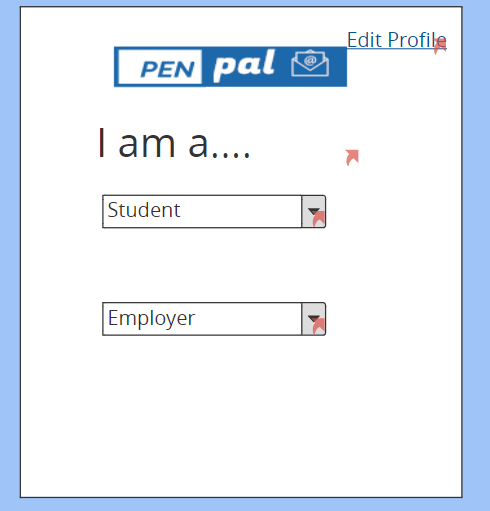 Edit Profile
PEN pal
I am a....
Student
Employer